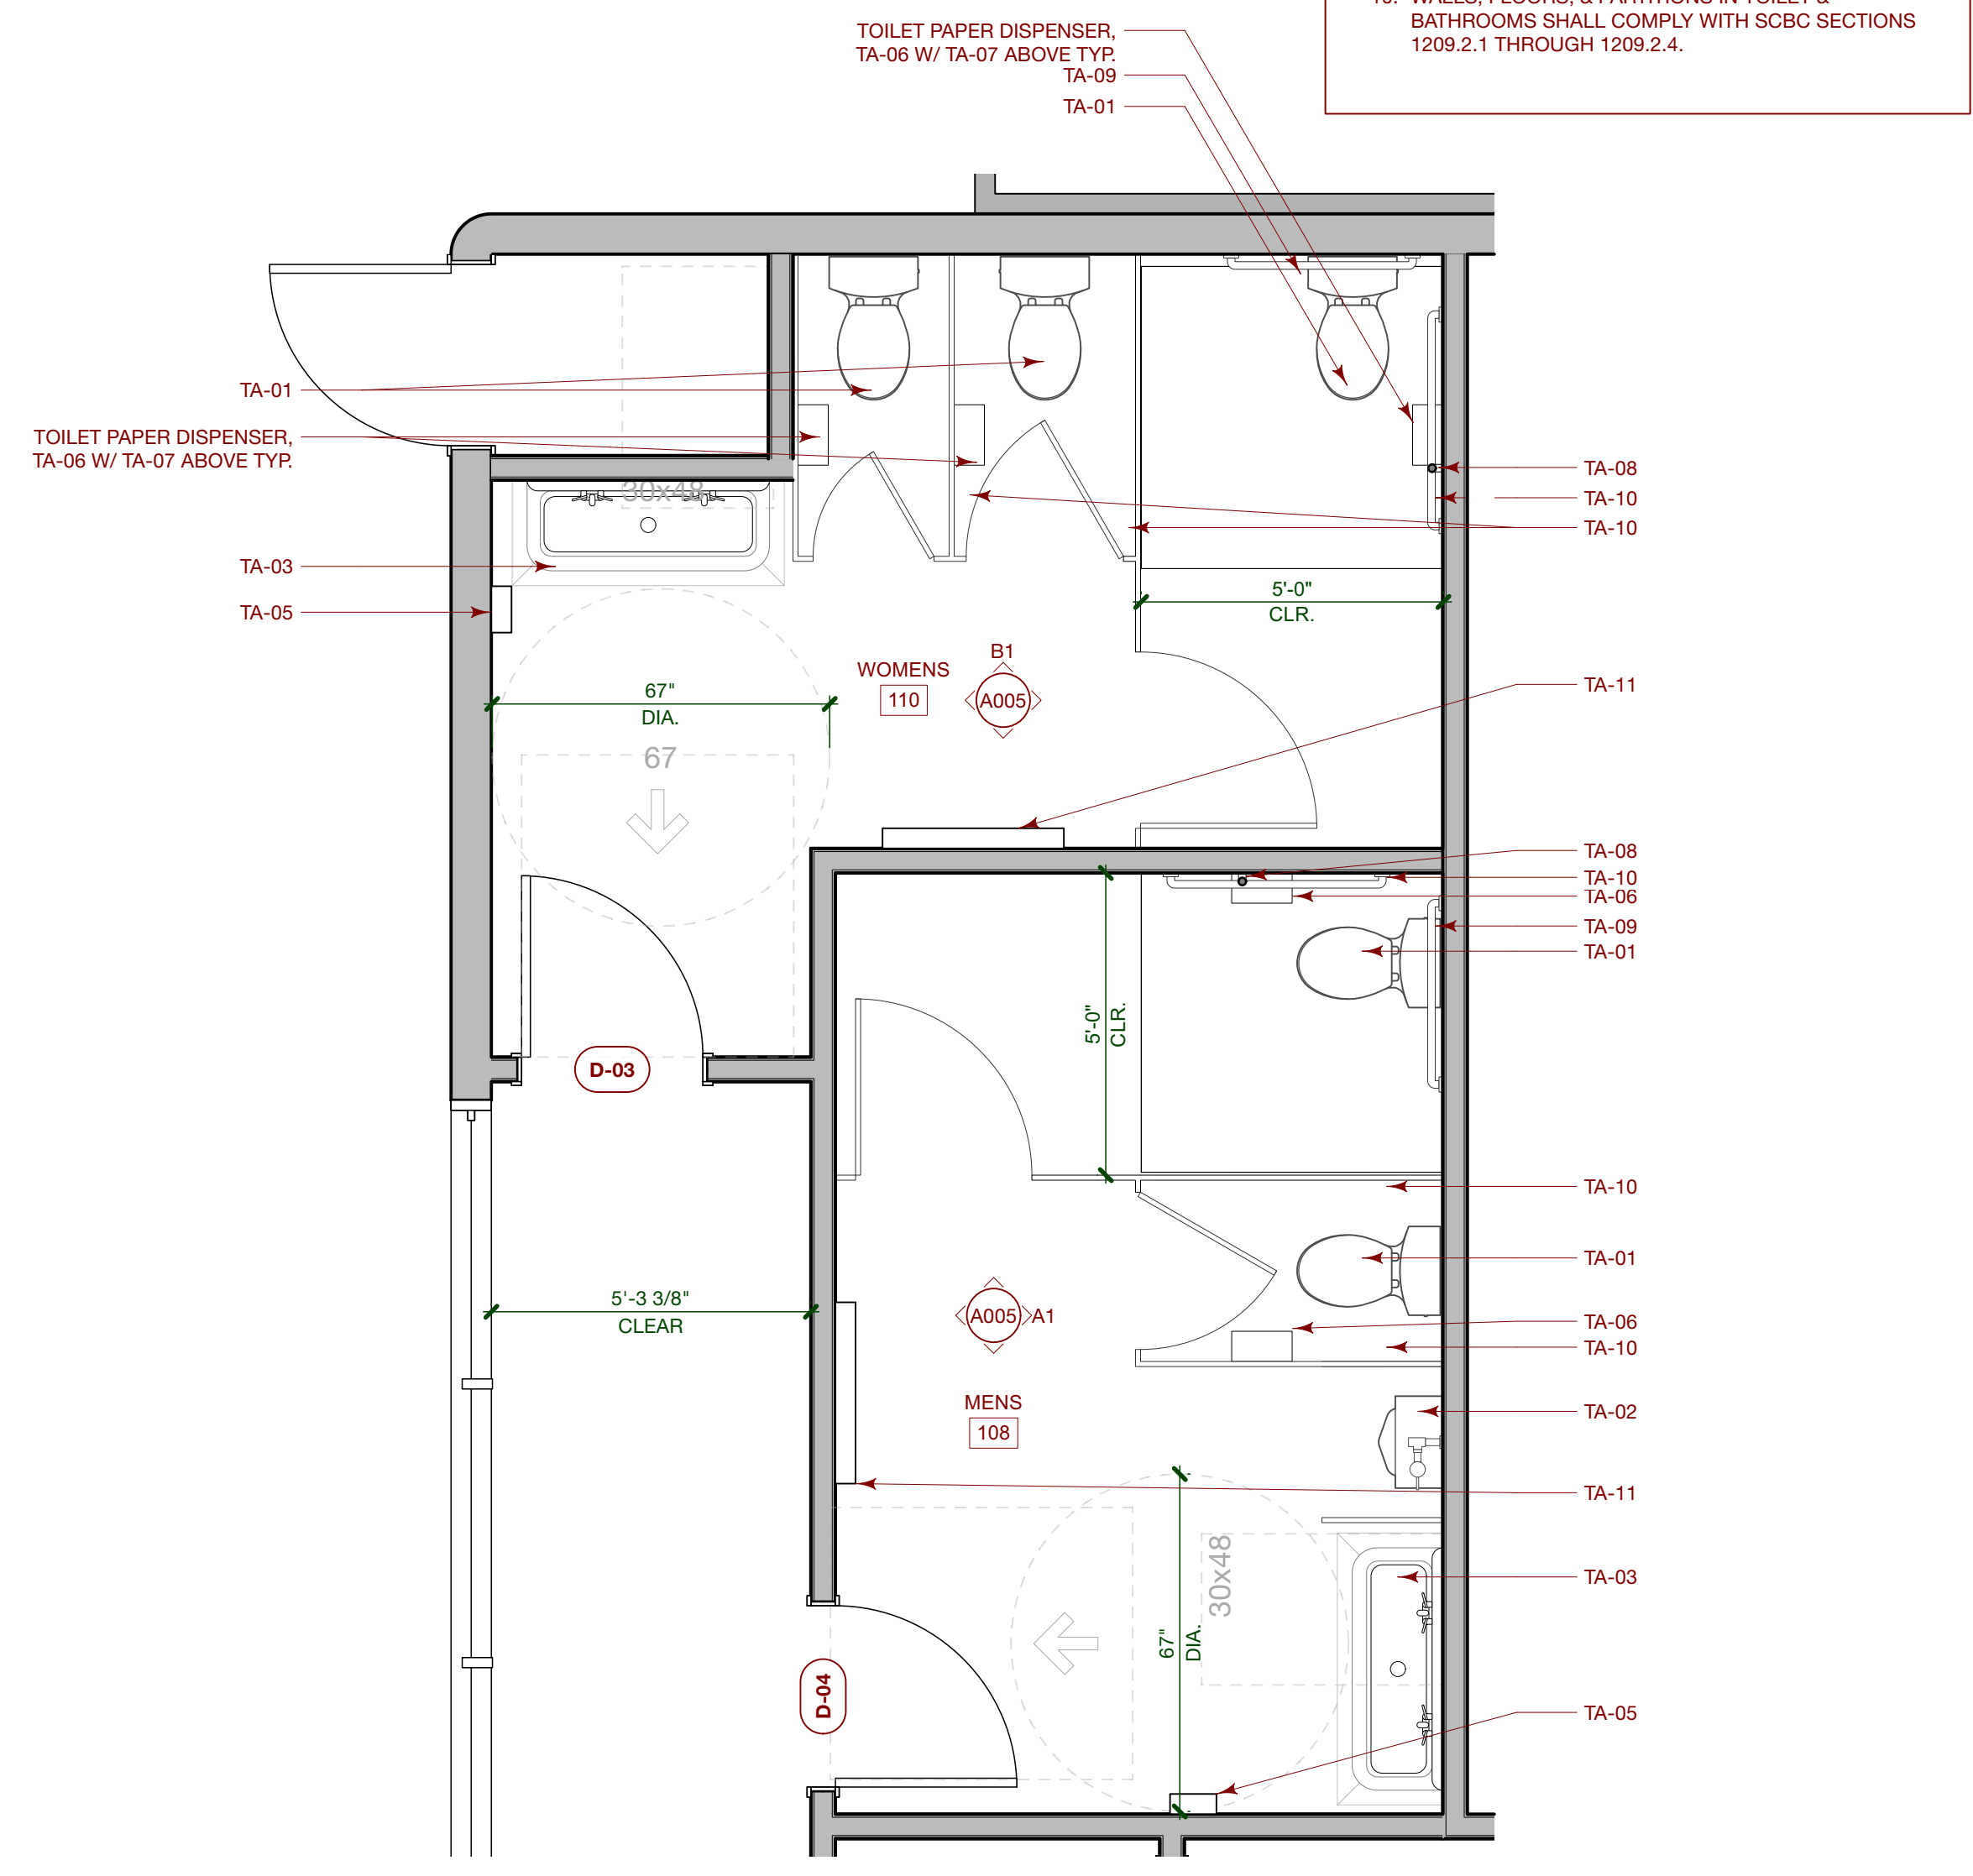 BATHROOMS SHALL COMPLY WITH SCBC SECTIONS
1209.2.1 THROUGH 1209.2.4.
TOILET PAPER DISPENSER,
TA-06 W/ TA-07 ABOVE TYP.
TA-09
TA-01
TA-01
TOILET PAPER DISPENSER,
TA-06 W/ TA-07 ABOVE TYP.
30x48
TA-03
TA-05
TA-08
TA-10
TA-10
5'-0"
CLR.
B1
WOMENS
110
A005
67"
DIA.
67
TA-11
TA-08
TA-10
TA-06
TA-09
TA-01
5'-0"
CLR.
D-03
TA-10
TA-01
5'-3 3/8"
CLEAR
A005
A1
TA-06
TA-10
MENS
108
TA-02
TA-11
30x48
TA-03
67"
DIA.
D-04
TA-05